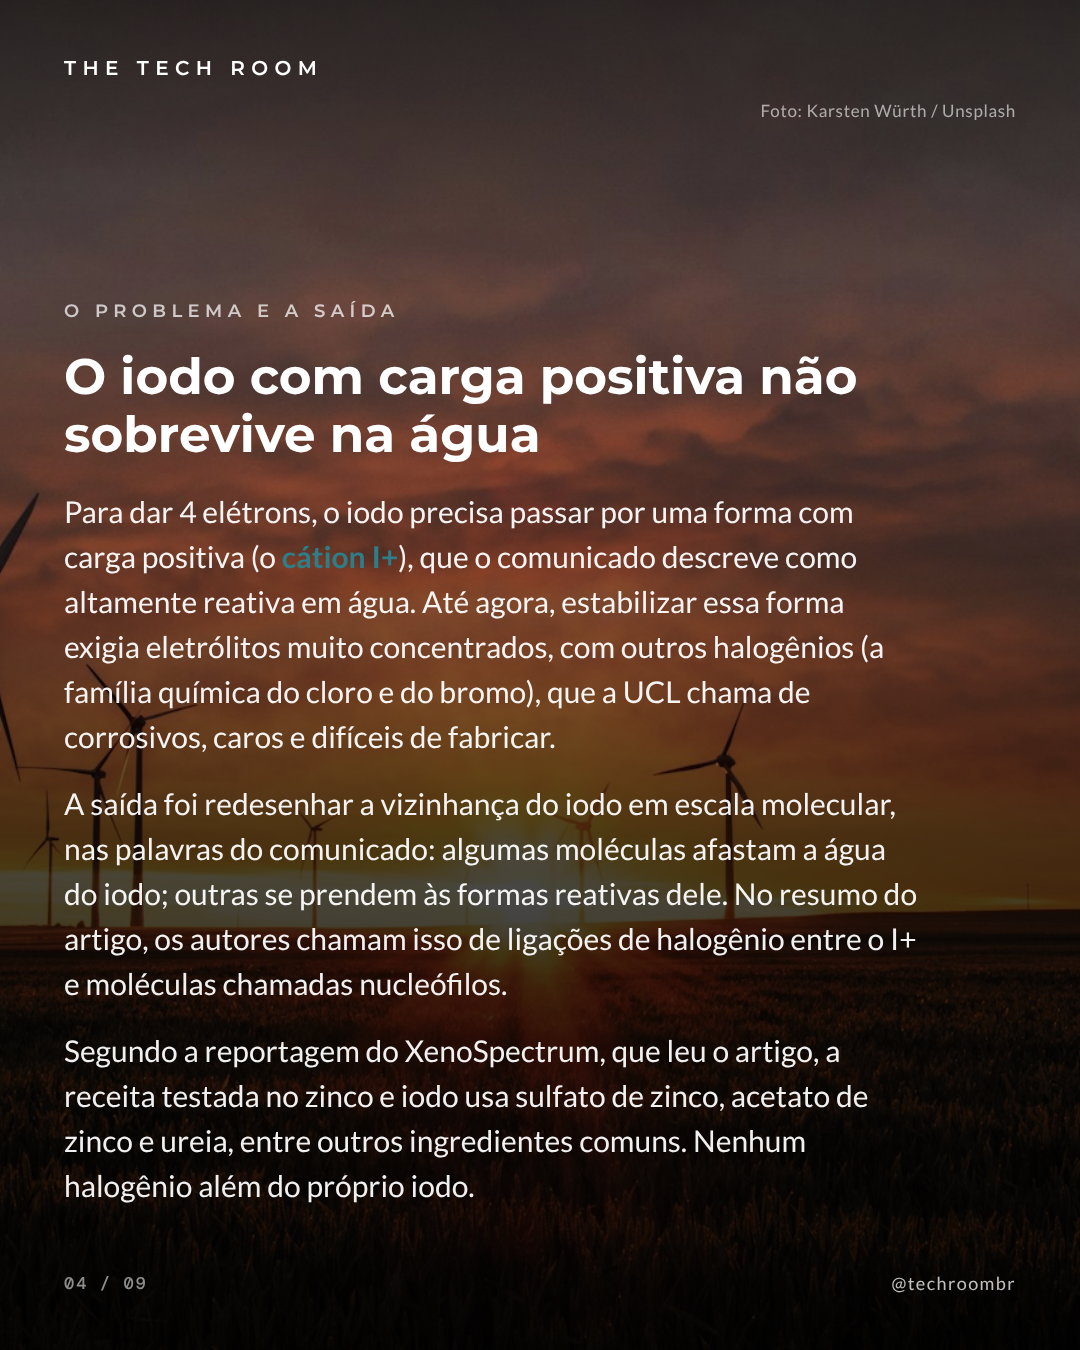 THE TECH ROOM
Foto: Karsten Würth / Unsplash
O PROBLEMA E A SAÍDA
O iodo com carga positiva não
sobrevive na água
Para dar 4 elétrons, o iodo precisa passar por uma forma com
carga positiva (o cátion I+), que o comunicado descreve como
altamente reativa em água. Até agora, estabilizar essa forma
exigia eletrólitos muito concentrados, com outros halogênios (a
família química do cloro e do bromo), que a UCL chama de
corrosivos, caros e difíceis de fabricar.
A saída foi redesenhar a vizinhança do iodo em escala molecular,
nas palavras do comunicado: algumas moléculas afastam a água
do iodo; outras se prendem às formas reativas dele. No resumo do
artigo, os autores chamam isso de ligações de halogênio entre o I+
e moléculas chamadas nucleófilos.
Segundo a reportagem do XenoSpectrum, que leu o artigo, a
receita testada no zinco e iodo usa sulfato de zinco, acetato de
zinco e ureia, entre outros ingredientes comuns. Nenhum
halogênio além do próprio iodo.
04 / 09
@techroombr